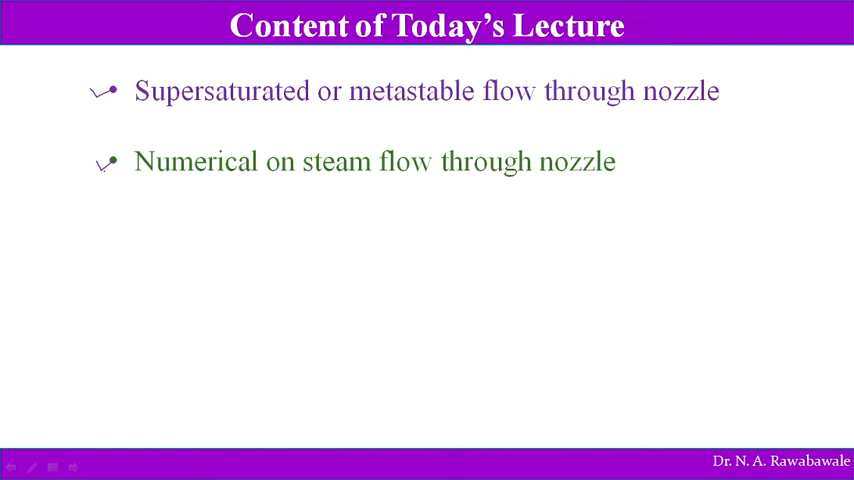 Content of Today's Lecture
• Supersaturated or metastable flow through nozzle
• Numerical on steam flow through nozzle
Dr. N. A. Rawabawale